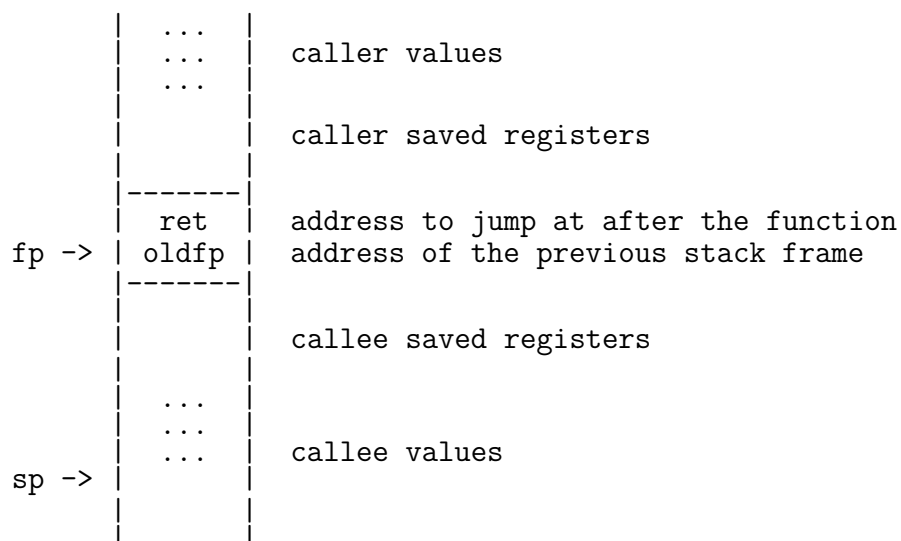 |  ...  |
|  ...  |  caller values
|  ...  |
|       |
|       |  caller saved registers
|       |
|-------|
|  ret  |  address to jump at after the function
fp -> | oldfp |  address of the previous stack frame
|-------|
|       |
|       |  callee saved registers
|       |
|  ...  |
|  ...  |
|  ...  |  callee values
sp -> |       |
|       |